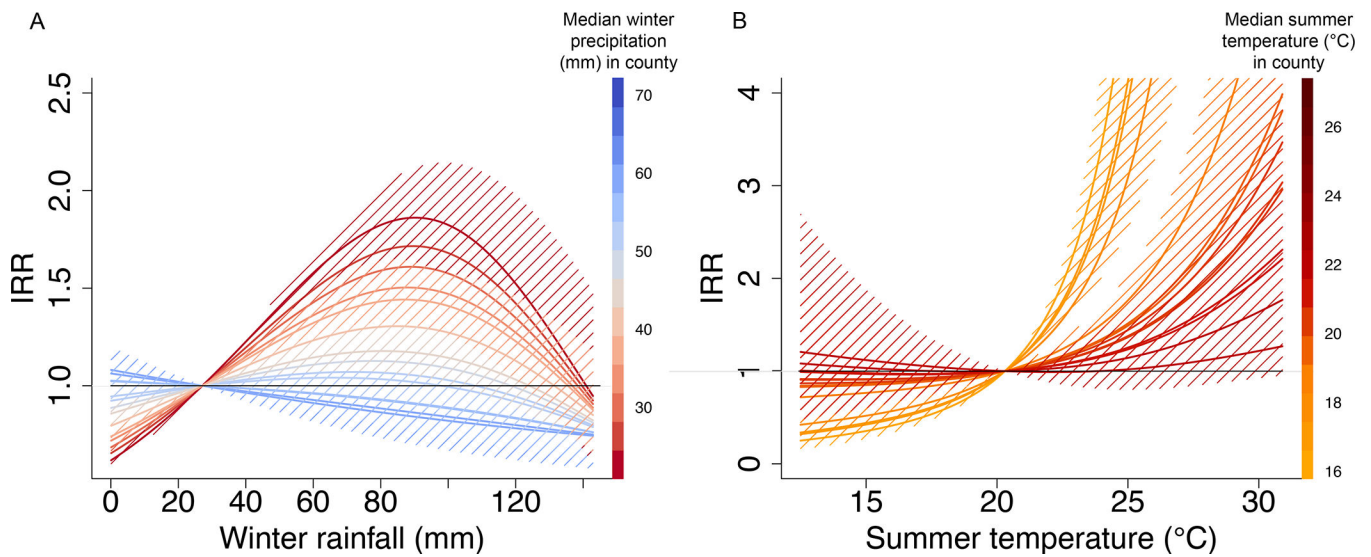 A
Median winter
precipitation
(mm) in county
70
60
50
40
30
2.5
2.0
1.5
1.0
IRR
0 20 40 60 80 120
Winter rainfall (mm)
B
Median summer
temperature (°C)
in county
26
24
22
20
18
16
4
3
2
1
0
IRR
15 20 25 30
Summer temperature (°C)